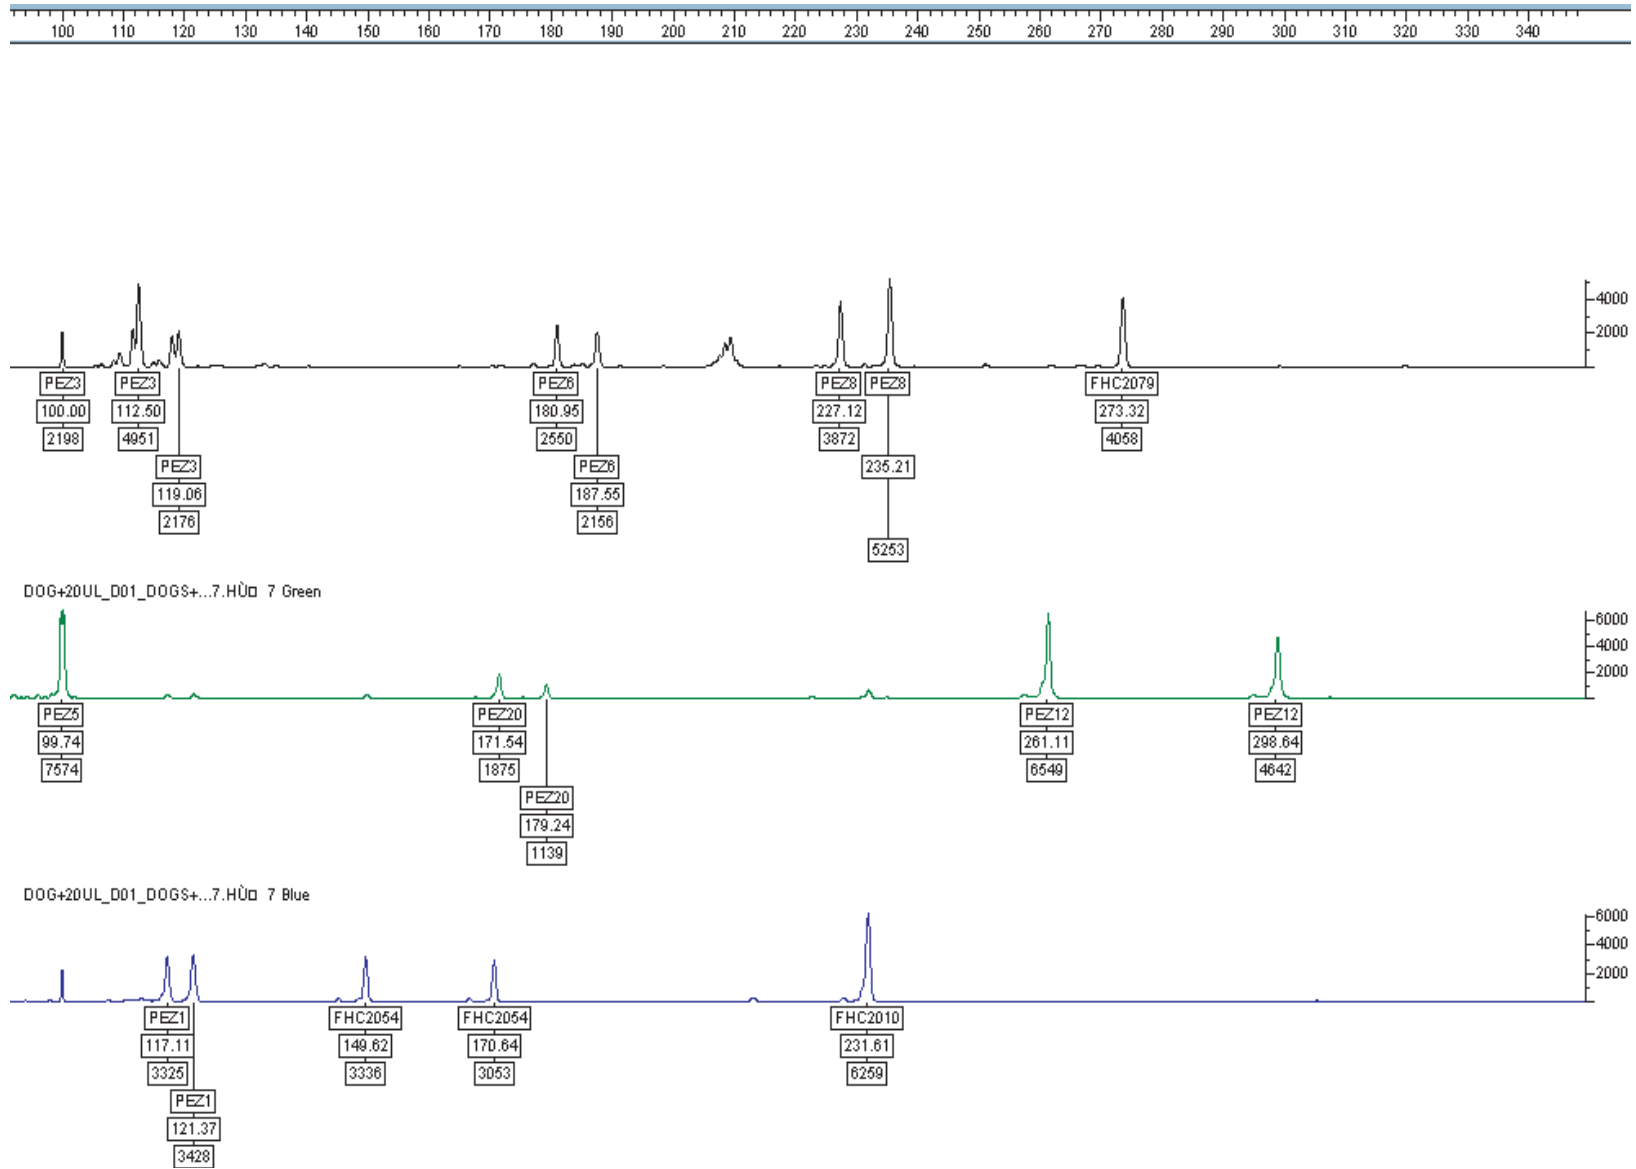 100 110 120 130 140 150 160 170 180 190 200 210 220 230 240 250 260 270 280 290 300 310 320 330 340
4000
2000
PEZ3 PEZ3 PEZ6 PEZ8 PEZ8 FHC2079
100.00 112.50 180.95 227.12 273.32
2198 4951 2550 3872 4058
PEZ3 PEZ6 235.21
119.06 187.55
2176 2156
5253
DOG+20UL_D01_DOGS+...7.HÙ◻ 7 Green
6000
4000
2000
PEZ5 PEZ20 PEZ12 PEZ12
99.74 171.54 261.11 298.64
7574 1875 6549 4642
PEZ20
179.24
1139
DOG+20UL_D01_DOGS+...7.HÙ◻ 7 Blue
6000
4000
2000
PEZ1 FHC2054 FHC2054 FHC2010
117.11 149.62 170.64 231.61
3325 3336 3053 6259
PEZ1
121.37
3428